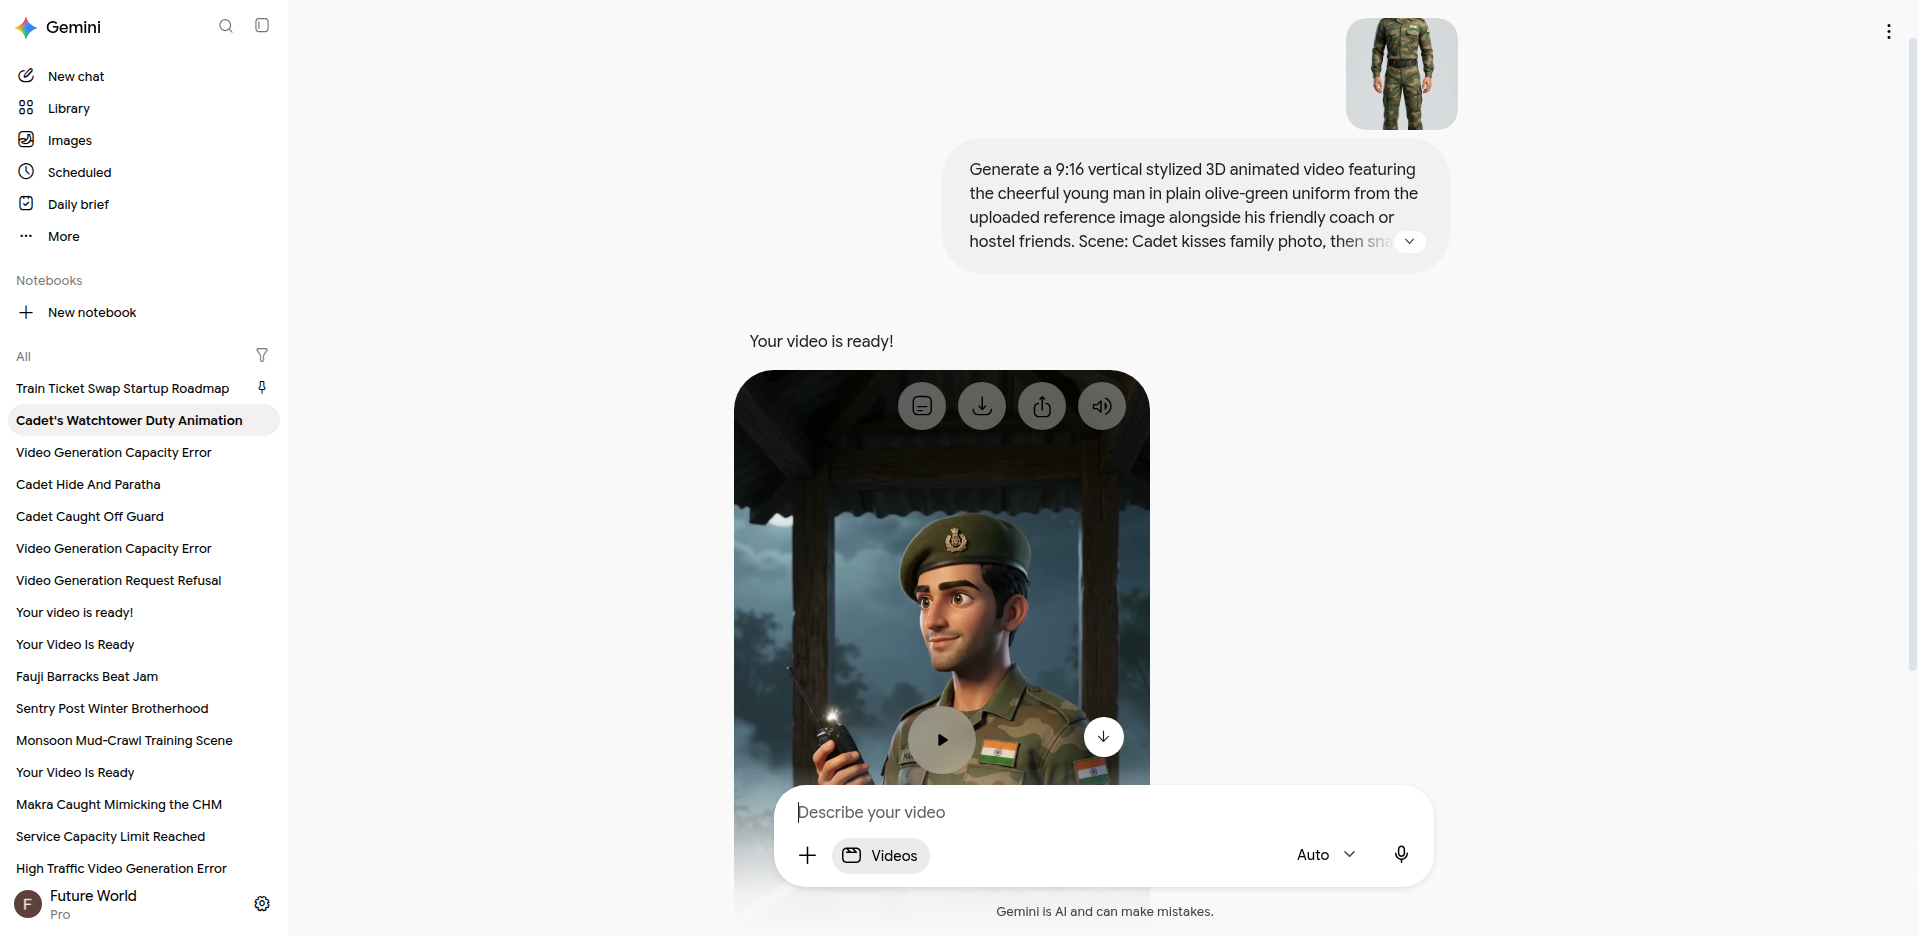 Gemini
New chat
Library
Images
Scheduled
Daily brief
More
Notebooks
New notebook
All
Train Ticket Swap Startup Roadmap
Cadet's Watchtower Duty Animation
Video Generation Capacity Error
Cadet Hide And Paratha
Cadet Caught Off Guard
Video Generation Capacity Error
Video Generation Request Refusal
Your video is ready!
Your Video Is Ready
Fauji Barracks Beat Jam
Sentry Post Winter Brotherhood
Monsoon Mud-Crawl Training Scene
Your Video Is Ready
Makra Caught Mimicking the CHM
Service Capacity Limit Reached
High Traffic Video Generation Error
F
Future World
Pro
Generate a 9:16 vertical stylized 3D animated video featuring
the cheerful young man in plain olive-green uniform from the
uploaded reference image alongside his friendly coach or
hostel friends. Scene: Cadet kisses family photo, then
Your video is ready!
Describe your video
Videos
Auto
Gemini is AI and can make mistakes.